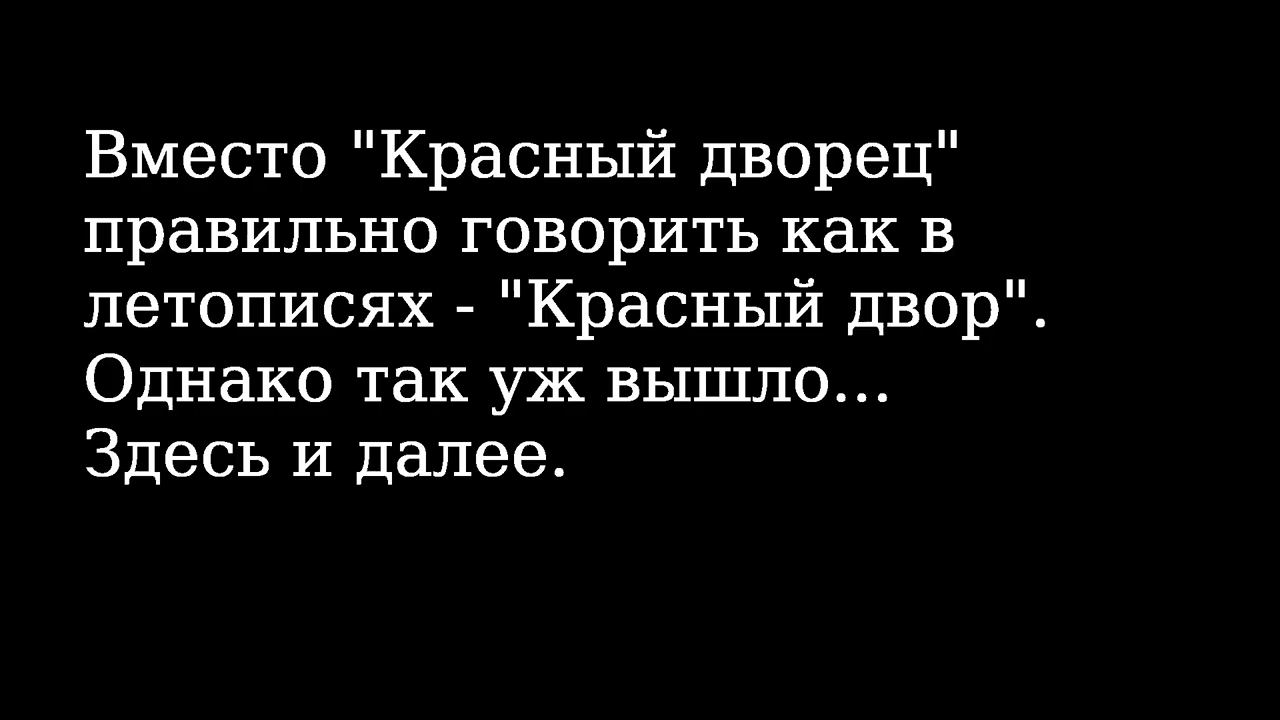 Вместо "Красный дворец"
правильно говорить как в
летописях - "Красный двор".
Однако так уж вышло...
Здесь и далее.